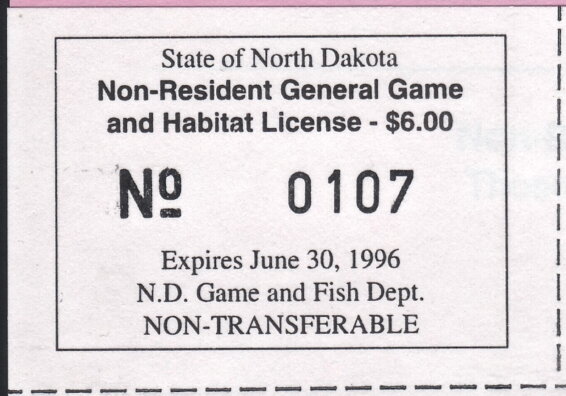 State of North Dakota
Non-Resident General Game
and Habitat License - $6.00
Nº 0107
Expires June 30, 1996
N.D. Game and Fish Dept.
NON-TRANSFERABLE